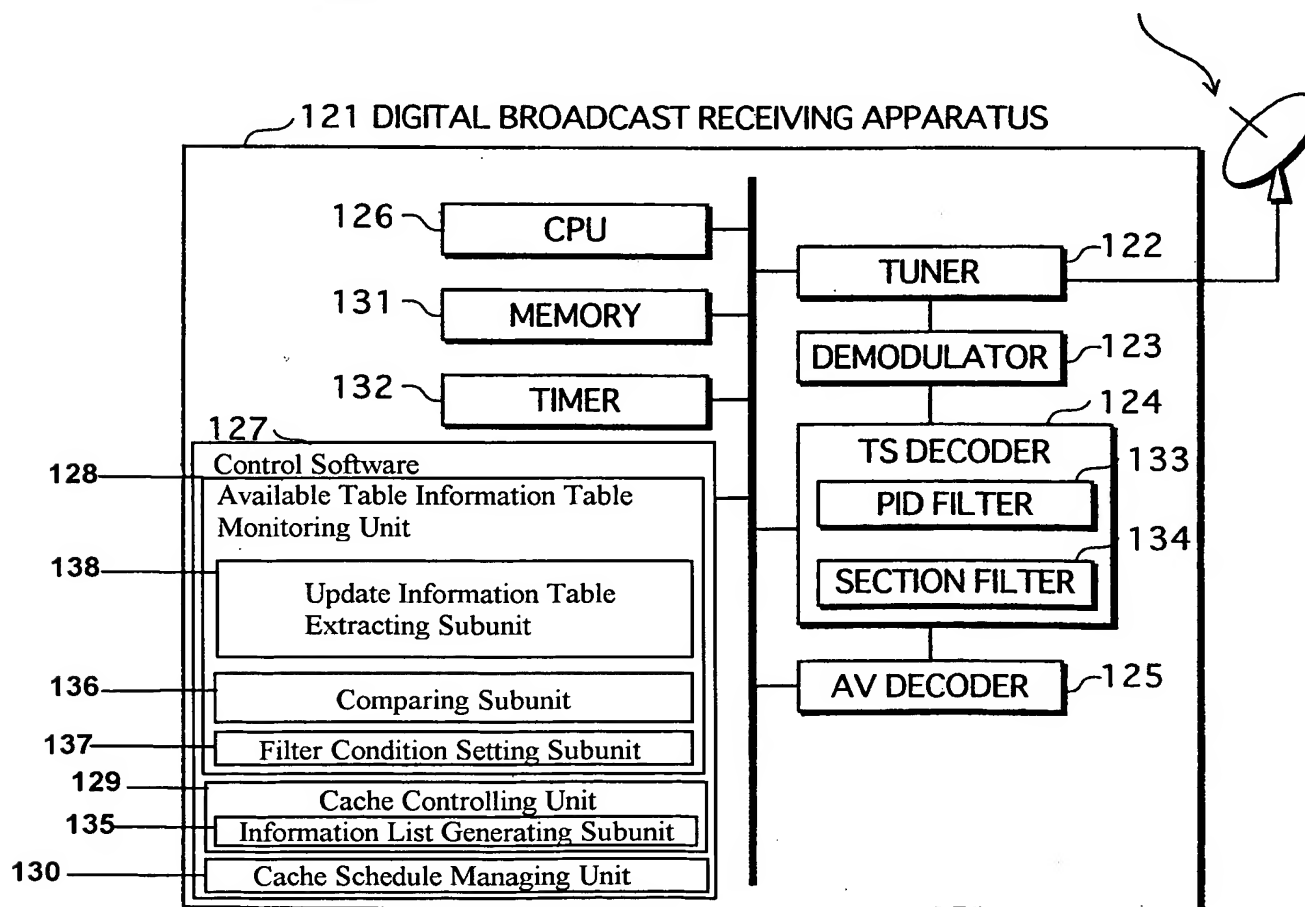 121 DIGITAL BROADCAST RECEIVING APPARATUS
126
CPU
131
MEMORY
132
TIMER
122
TUNER
DEMODULATOR
123
124
TS DECODER
133
PID FILTER
134
SECTION FILTER
AV DECODER
125
127
Control Software
128
Available Table Information Table
Monitoring Unit
138
Update Information Table
Extracting Subunit
136
Comparing Subunit
137
Filter Condition Setting Subunit
129
Cache Controlling Unit
135
Information List Generating Subunit
130
Cache Schedule Managing Unit